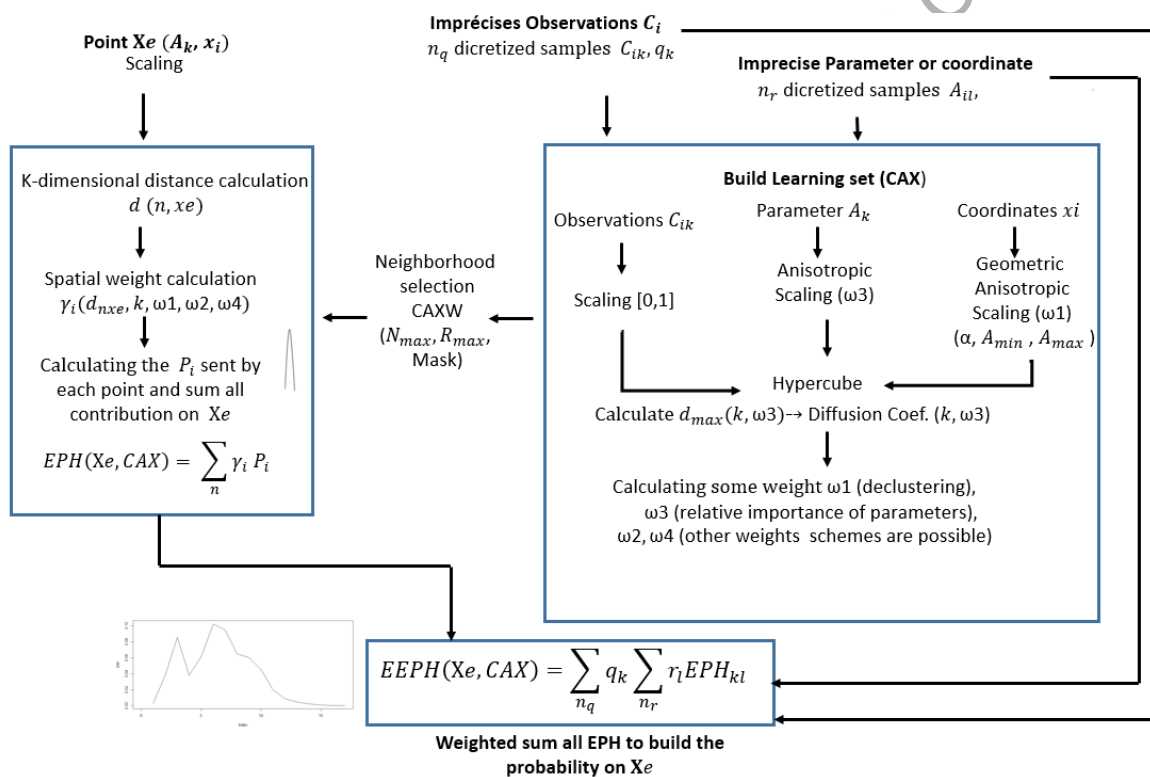 Point Xe (A_k, x_i)
Scaling
Imprécises Observations C_i
n_q dicretized samples C_ik, q_k
Imprecise Parameter or coordinate
n_r dicretized samples A_il,
K-dimensional distance calculation
d (n, xe)
Spatial weight calculation
γ_i(d_nxe, k, ω1, ω2, ω4)
Calculating the P_i sent by
each point and sum all
contribution on Xe
EPH(Xe, CAX) = ∑_n γ_i P_i
Neighborhood
selection
CAXW
(N_max, R_max,
Mask)
Build Learning set (CAX)
Observations C_ik
Scaling [0,1]
Parameter A_k
Anisotropic
Scaling (ω3)
Coordinates xi
Geometric
Anisotropic
Scaling (ω1)
(α, A_min , A_max )
Hypercube
Calculate d_max(k, ω3)→ Diffusion Coef. (k, ω3)
Calculating some weight ω1 (declustering),
ω3 (relative importance of parameters),
ω2, ω4 (other weights schemes are possible)
EEPH(Xe, CAX) = ∑_n_q q_k ∑_n_r r_l EPH_kl
Weighted sum all EPH to build the
probability on Xe